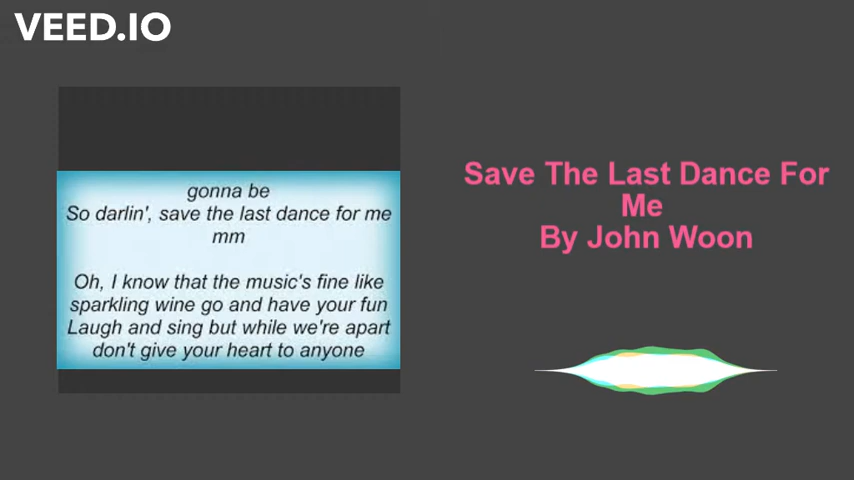 VEED.IO
gonna be
So darlin', save the last dance for me
mm
Oh, I know that the music's fine like
sparkling wine go and have your fun
Laugh and sing but while we're apart
don't give your heart to anyone
Save The Last Dance For
Me
By John Woon